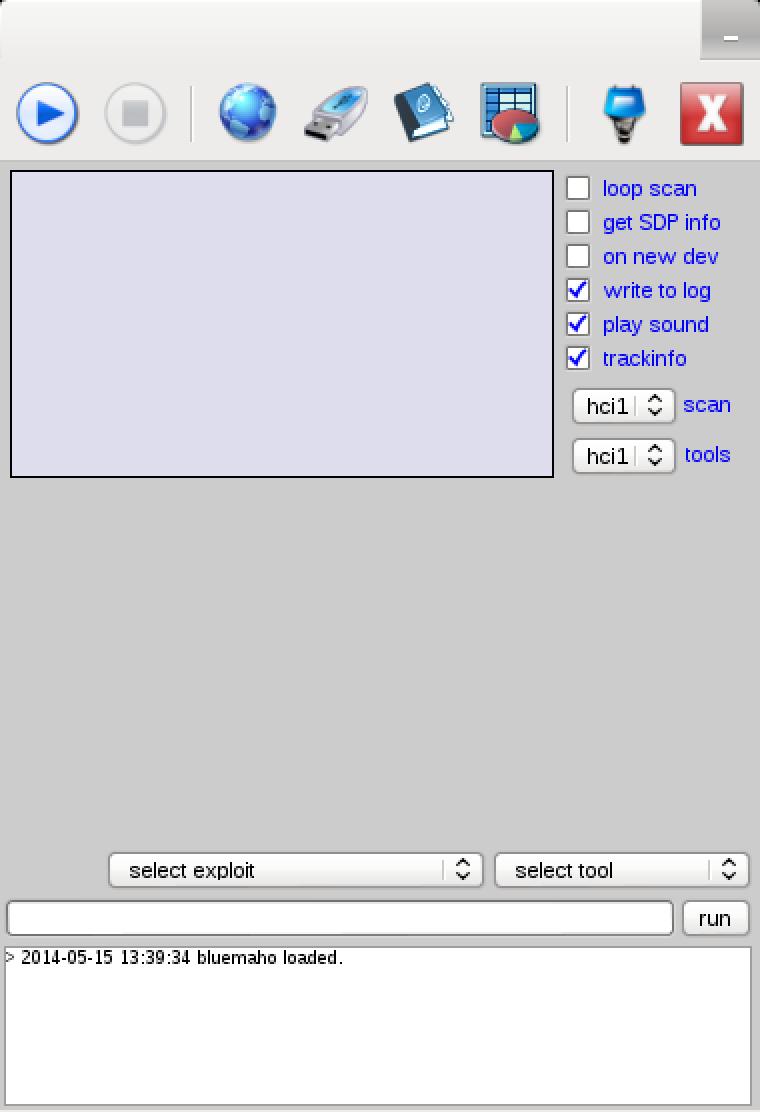 loop scan
get SDP info
on new dev
write to log
play sound
trackinfo
hci1 scan
hci1 tools
select exploit select tool
run
> 2014-05-15 13:39:34 bluemaho loaded.